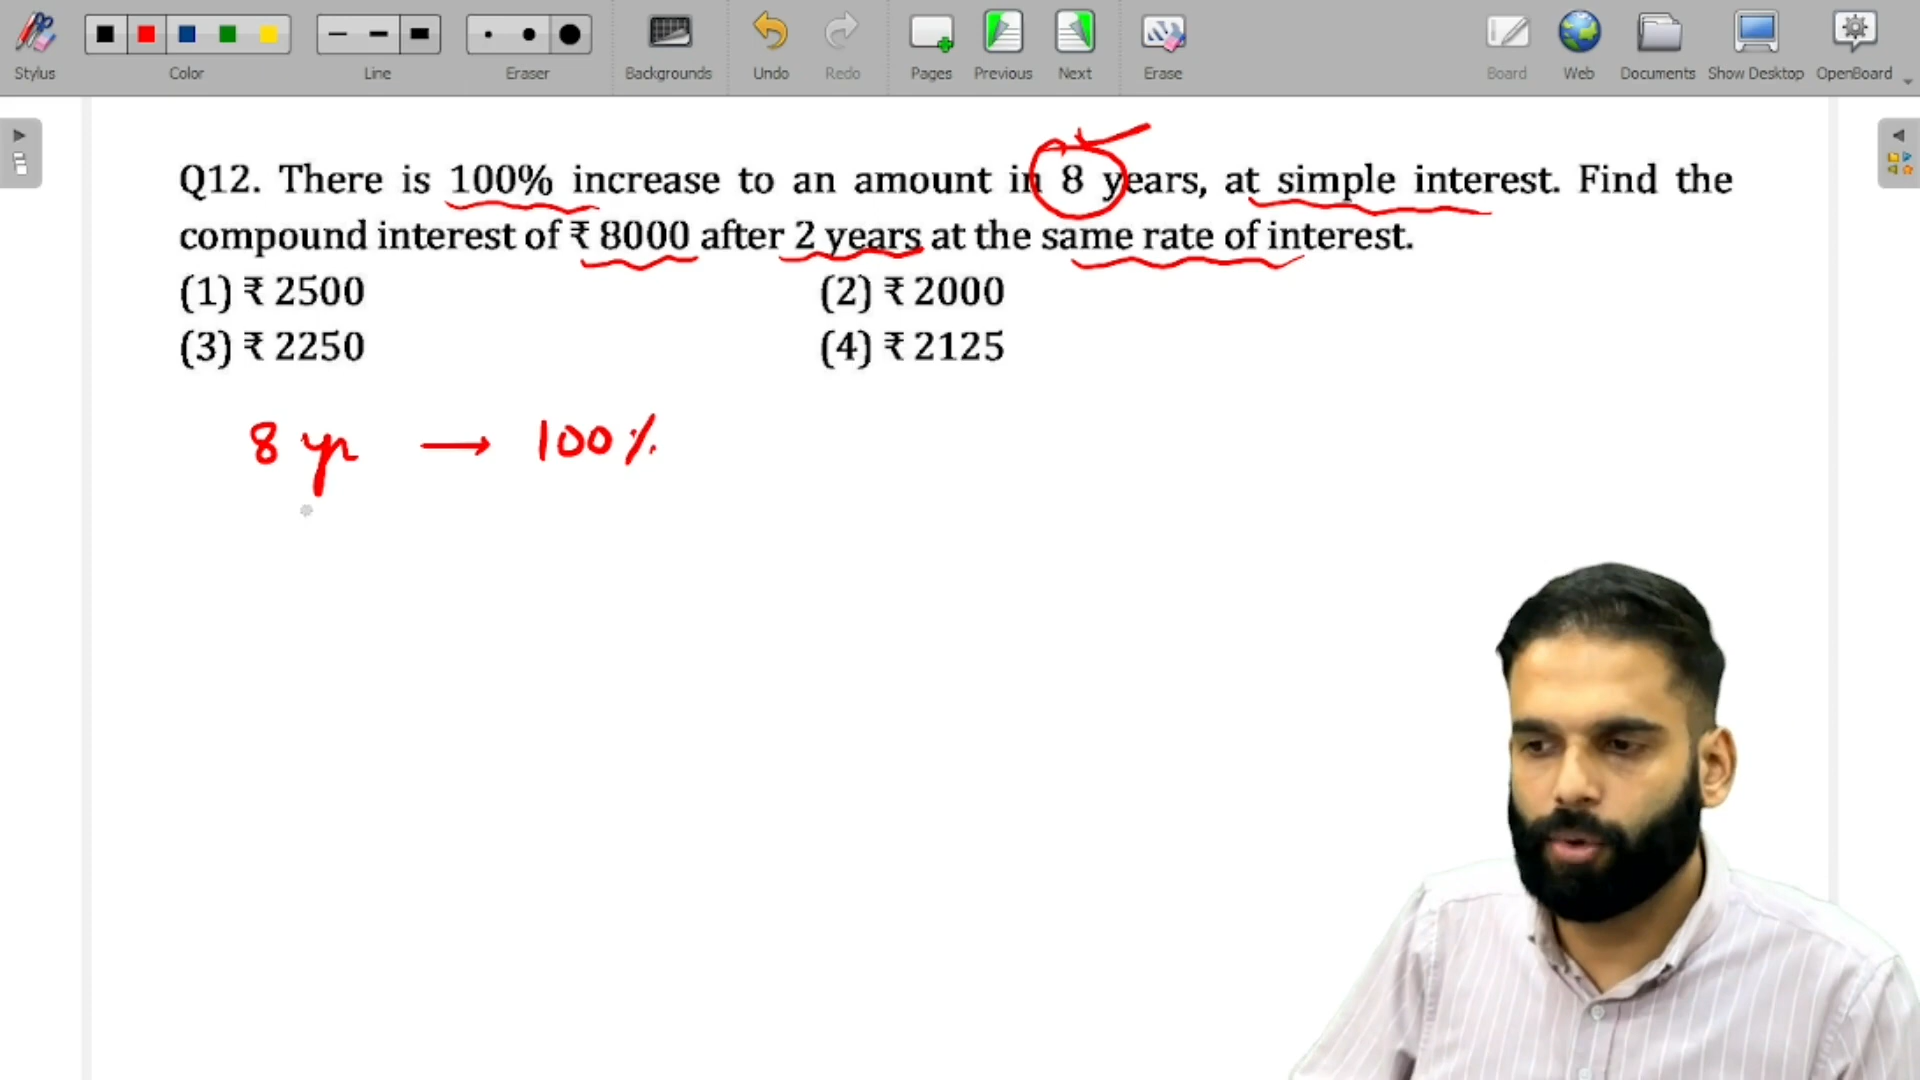 Stylus Color Line Eraser Backgrounds Undo Redo Pages Previous Next Erase Board Web Documents Show Desktop OpenBoard
Q12. There is 100% increase to an amount in 8 years, at simple interest. Find the
compound interest of ₹ 8000 after 2 years at the same rate of interest.
(1) ₹ 2500 (2) ₹ 2000
(3) ₹ 2250 (4) ₹ 2125
8 yr → 100%